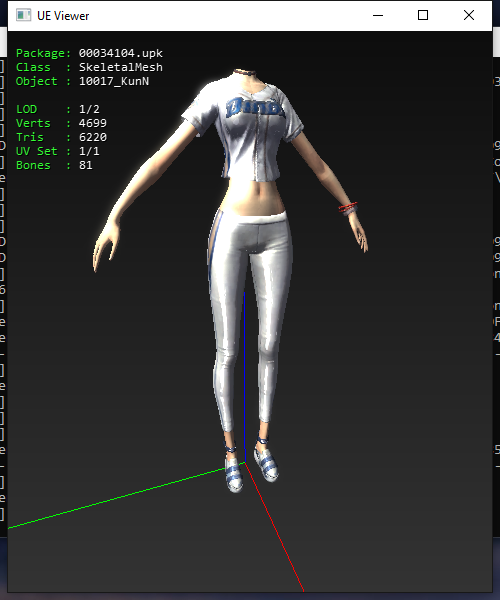 UE Viewer
Package: 00034104.upk
Class  : SkeletalMesh
Object : 10017_KunN
LOD    : 1/2
Verts  : 4699
Tris   : 6220
UV Set : 1/1
Bones  : 81